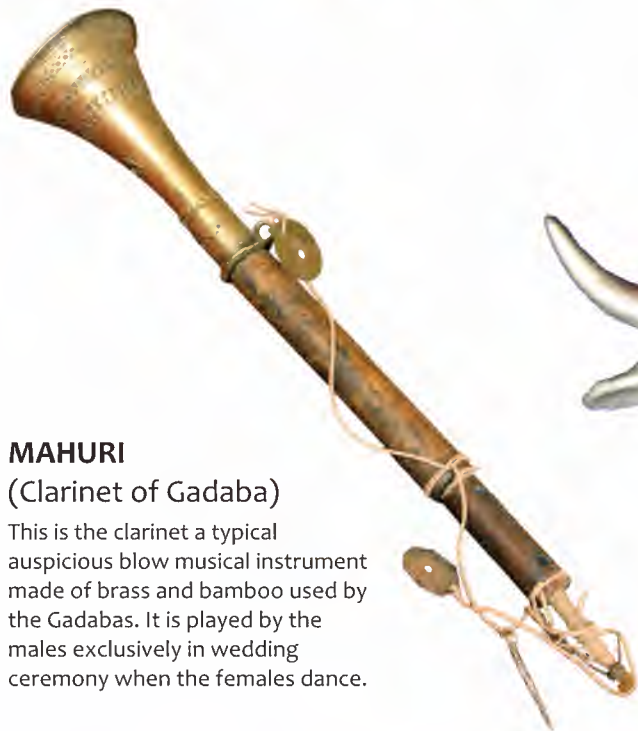 MAHURI
(Clarinet of Gadaba)
This is the clarinet a typical
auspicious blow musical instrument
made of brass and bamboo used by
the Gadabas. It is played by the
males exclusively in wedding
ceremony when the females dance.